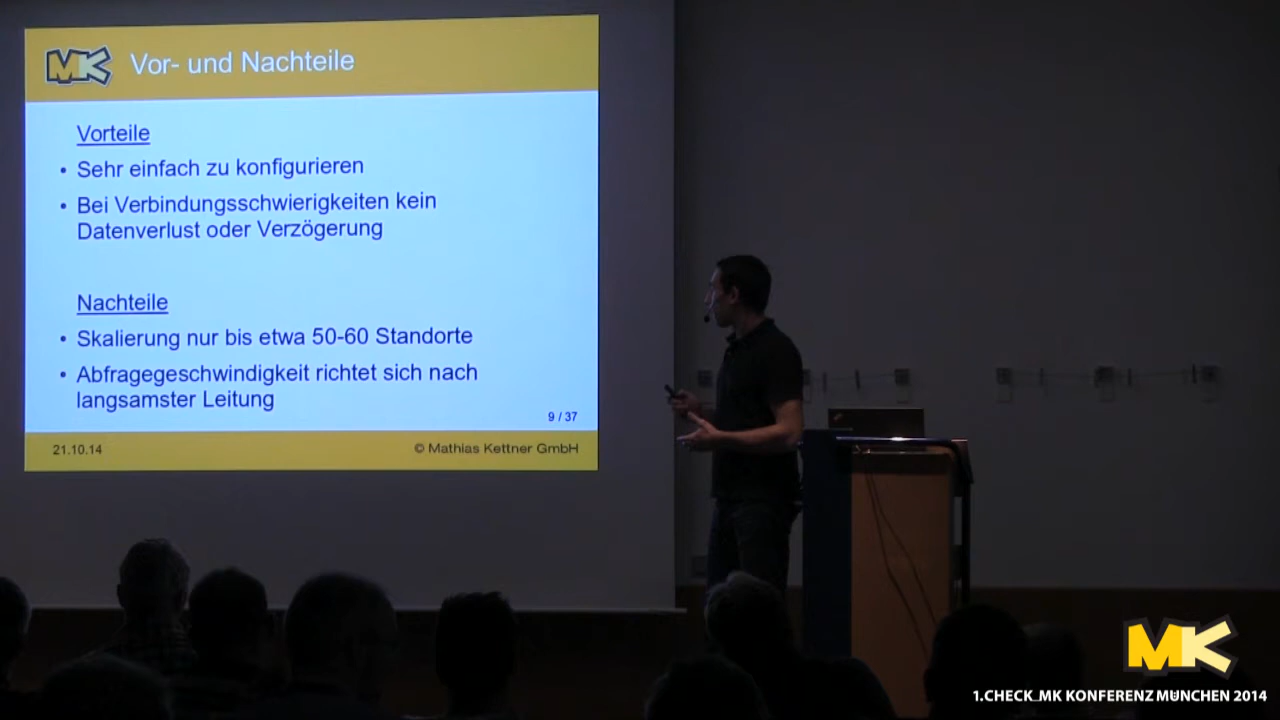 MK
Vor- und Nachteile
Vorteile
• Sehr einfach zu konfigurieren
• Bei Verbindungsschwierigkeiten kein
Datenverlust oder Verzögerung
Nachteile
• Skalierung nur bis etwa 50-60 Standorte
• Abfragegeschwindigkeit richtet sich nach
langsamster Leitung
9 / 37
21.10.14
© Mathias Kettner GmbH
MK
1.CHECK_MK KONFERENZ MÜNCHEN 2014